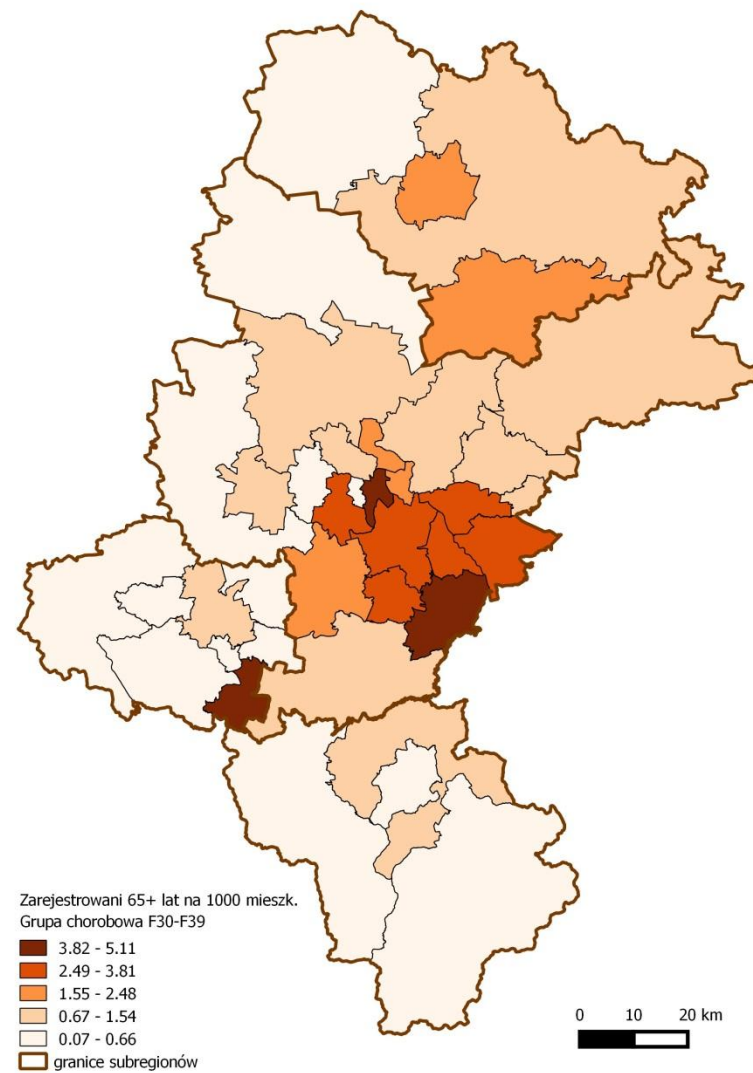 Zarejestrowani 65+ lat na 1000 mieszk.
Grupa chorobowa F30-F39
3.82 - 5.11
2.49 - 3.81
1.55 - 2.48
0.67 - 1.54
0.07 - 0.66
granice subregionów
0 10 20 km